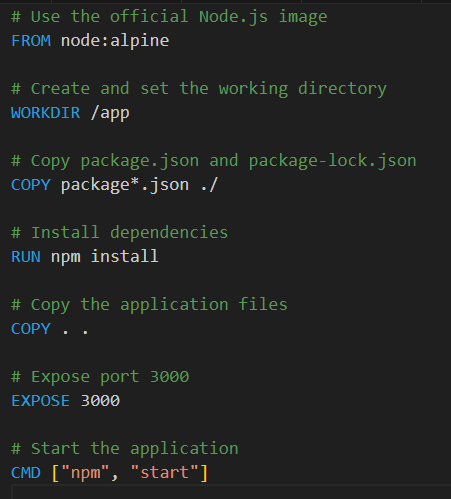 # Use the official Node.js image
FROM node:alpine
# Create and set the working directory
WORKDIR /app
# Copy package.json and package-lock.json
COPY package*.json ./
# Install dependencies
RUN npm install
# Copy the application files
COPY . .
# Expose port 3000
EXPOSE 3000
# Start the application
CMD ["npm", "start"]